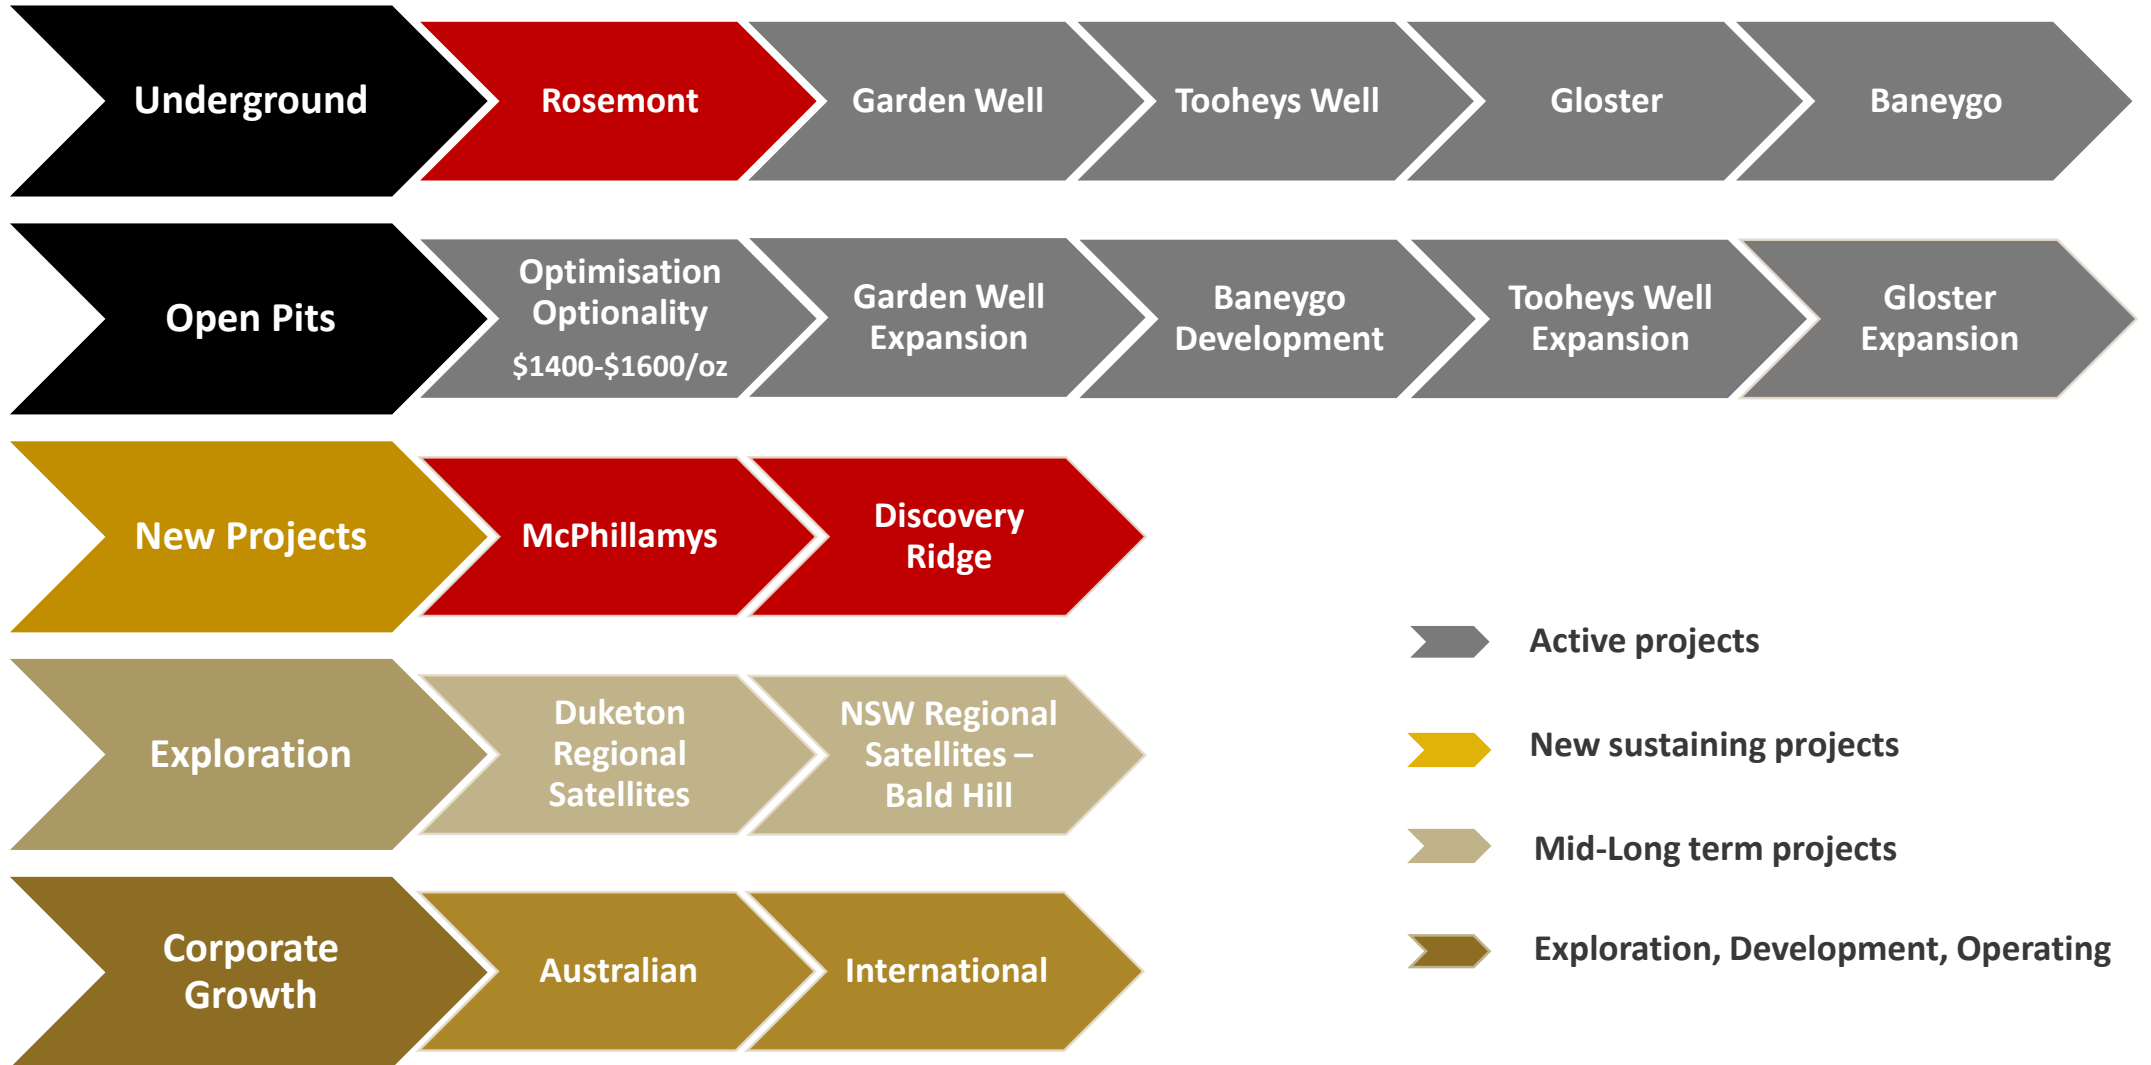 Underground
Rosemont
Garden Well
Tooheys Well
Gloster
Baneygo
Open Pits
Optimisation
Optionality
$1400-$1600/oz
Garden Well
Expansion
Baneygo
Development
Tooheys Well
Expansion
Gloster
Expansion
New Projects
McPhillamys
Discovery
Ridge
Exploration
Duketon
Regional
Satellites
NSW Regional
Satellites –
Bald Hill
Corporate
Growth
Australian
International
Active projects
New sustaining projects
Mid-Long term projects
Exploration, Development, Operating